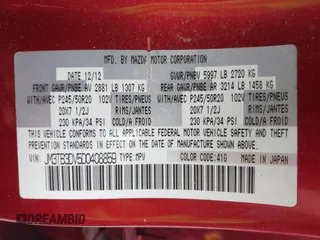 MFD. BY MAZDA MOTOR CORPORATION
DATE 12/12 GVWR/PNBV 5997 LB 2720 KG
FRONT GAWR/PNBE AV 2881 LB 1307 KG REAR GAWR/PNBE AR 3214 LB 1458 KG
WITH/AVEC P245/50R20 102V TIRES/PNEUS WITH/AVEC P245/50R20 102V TIRES/PNEUS
20X7 1/2J RIMS/JANTES 20X7 1/2J RIMS/JANTES
230 KPA/34 PSI COLD/A FROID 230 KPA/34 PSI COLD/A FROID
THIS VEHICLE CONFORMS TO ALL APPLICABLE FEDERAL MOTOR VEHICLE
SAFETY, BUMPER, AND THEFT PREVENTION STANDARDS IN EFFECT ON THE
DATE OF MANUFACTURE SHOWN ABOVE.
JM3TB3DV5D0408859 TYPE:MPV COLOR:41G MADE IN JAPAN
DREAMBID